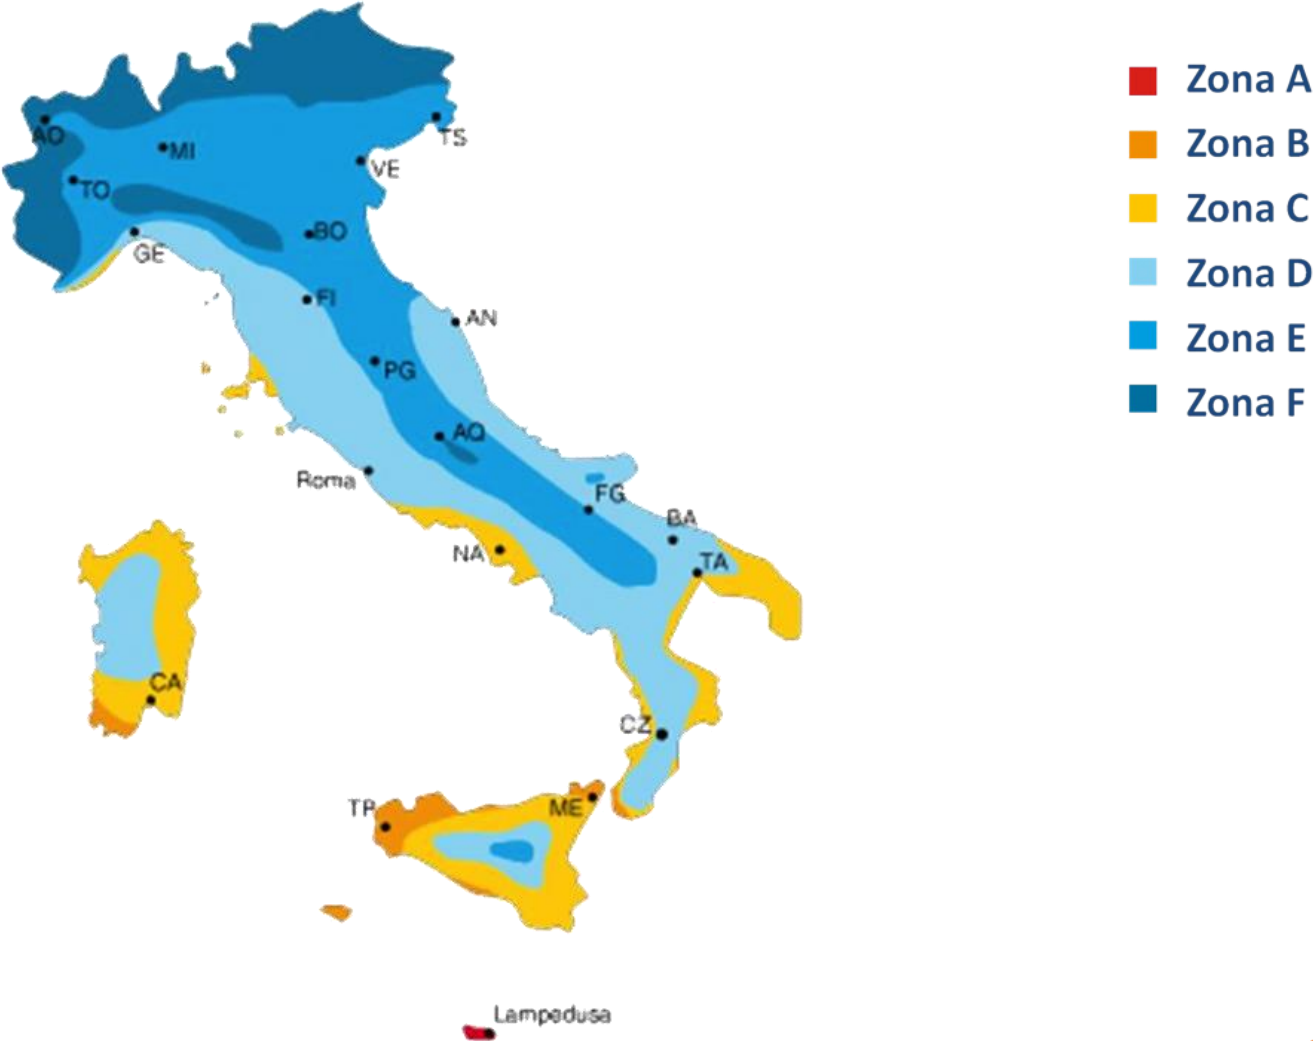 Zona A
Zona B
Zona C
Zona D
Zona E
Zona F
AO
MI
TS
VE
TO
BO
GE
FI
AN
PG
AQ
Roma
FG
BA
NA
TA
CA
CZ
TP
ME
Lampedusa